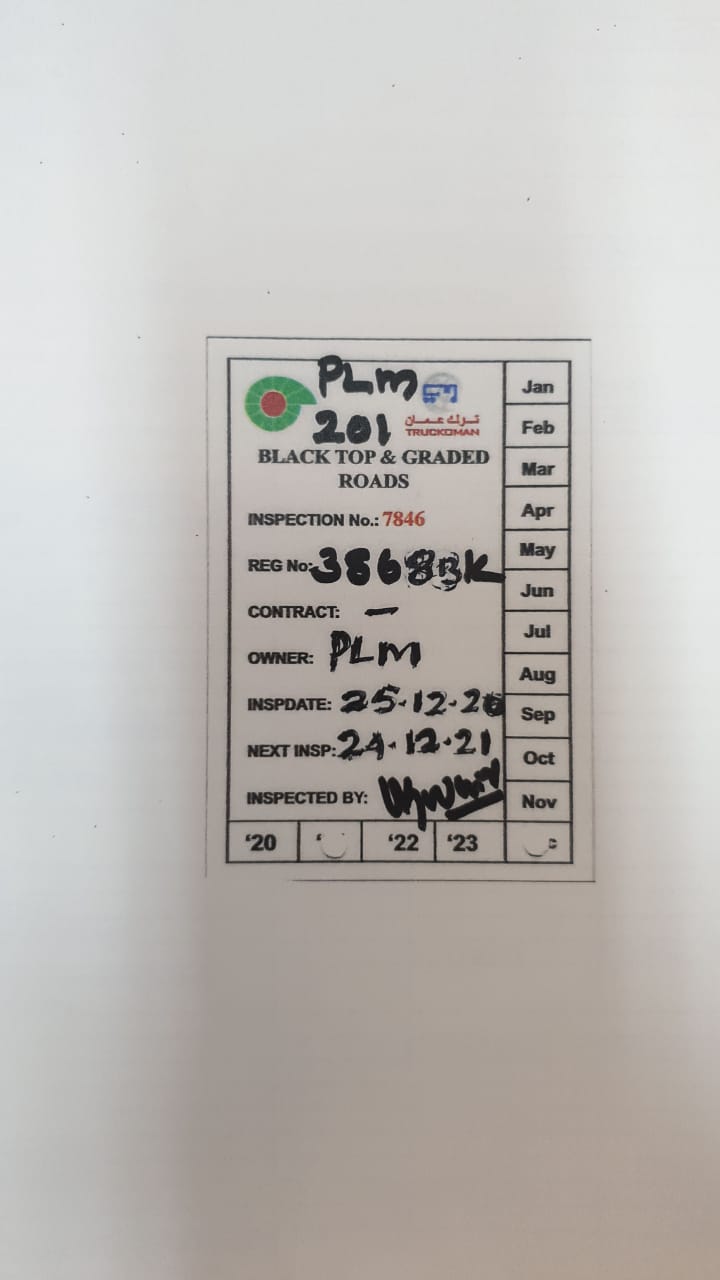 PLM
201
ترك عمان
TRUCKOMAN
BLACK TOP & GRADED
ROADS
INSPECTION No.: 7846
REG No: 3868BK
CONTRACT: —
OWNER: PLM
INSPDATE: 25.12.20
NEXT INSP: 24.12.21
INSPECTED BY:
Jan
Feb
Mar
Apr
May
Jun
Jul
Aug
Sep
Oct
Nov
'20 '22 '23